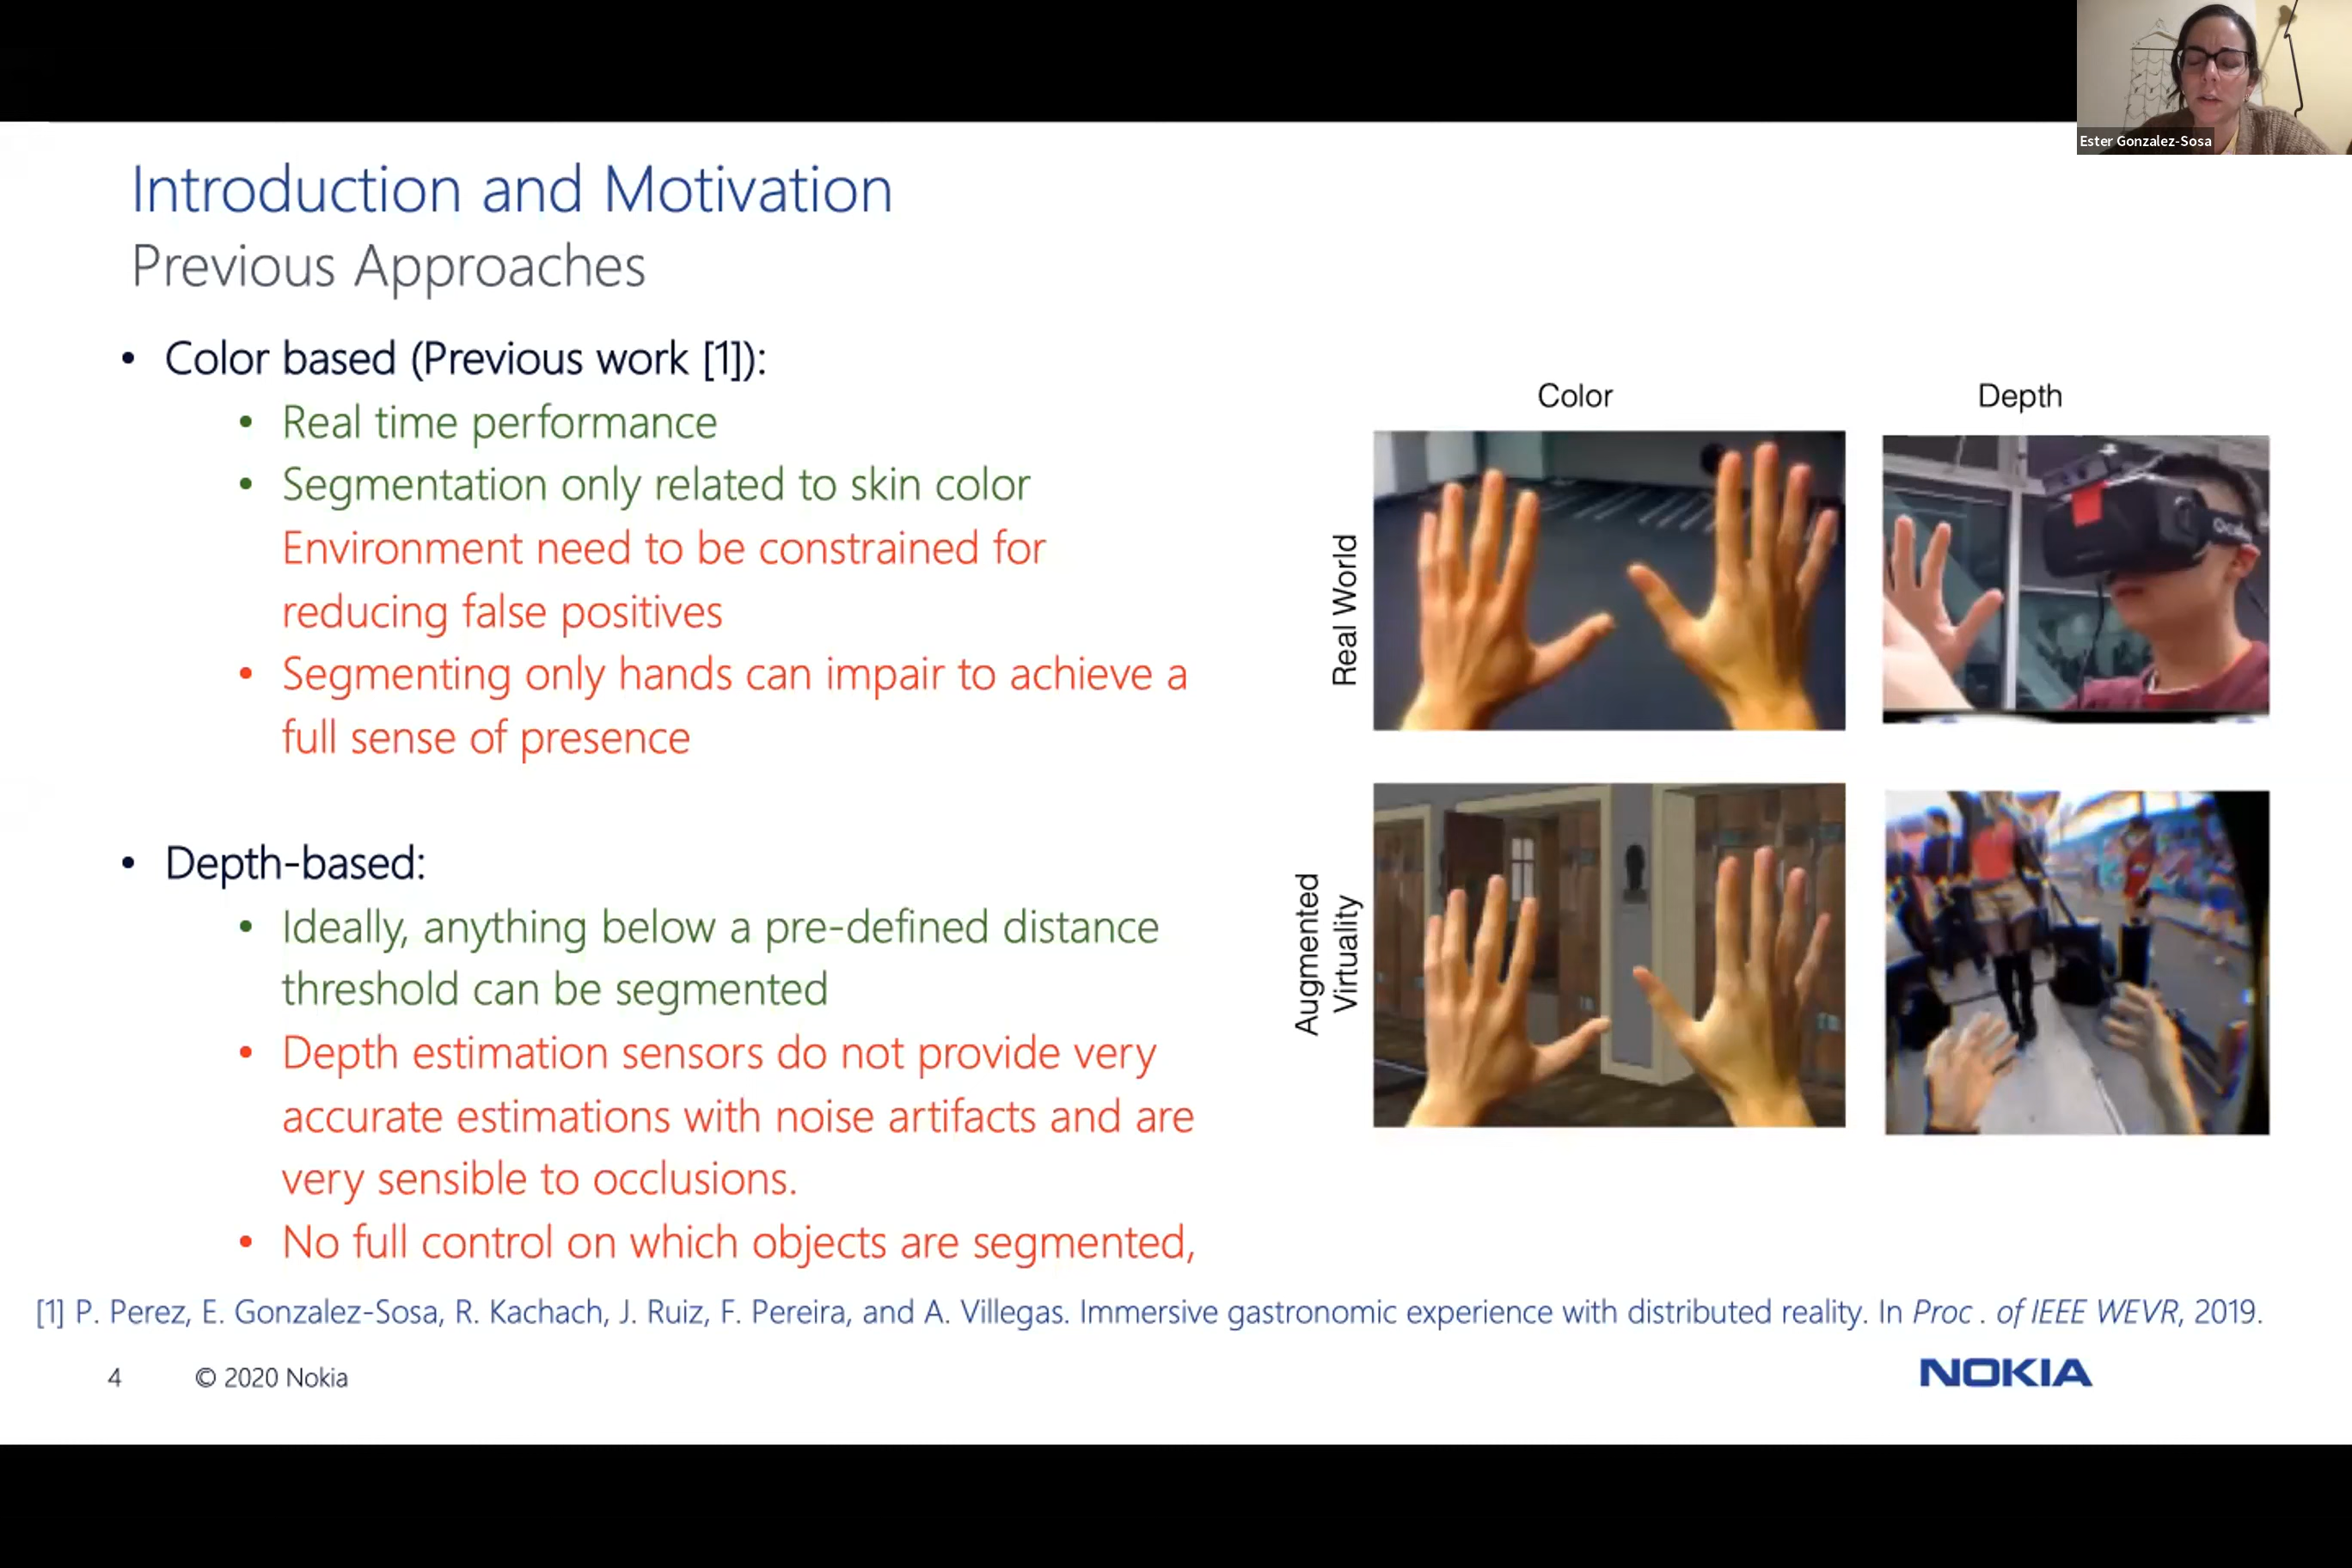 Ester Gonzalez-Sosa
Introduction and Motivation
Previous Approaches
• Color based (Previous work [1]):
• Real time performance
• Segmentation only related to skin color
Environment need to be constrained for
reducing false positives
• Segmenting only hands can impair to achieve a
full sense of presence
• Depth-based:
• Ideally, anything below a pre-defined distance
threshold can be segmented
• Depth estimation sensors do not provide very
accurate estimations with noise artifacts and are
very sensible to occlusions.
• No full control on which objects are segmented,
Color
Depth
Real World
Augmented
Virtuality
[1] P. Perez, E. Gonzalez-Sosa, R. Kachach, J. Ruiz, F. Pereira, and A. Villegas. Immersive gastronomic experience with distributed reality. In Proc . of IEEE WEVR, 2019.
4
© 2020 Nokia
NOKIA